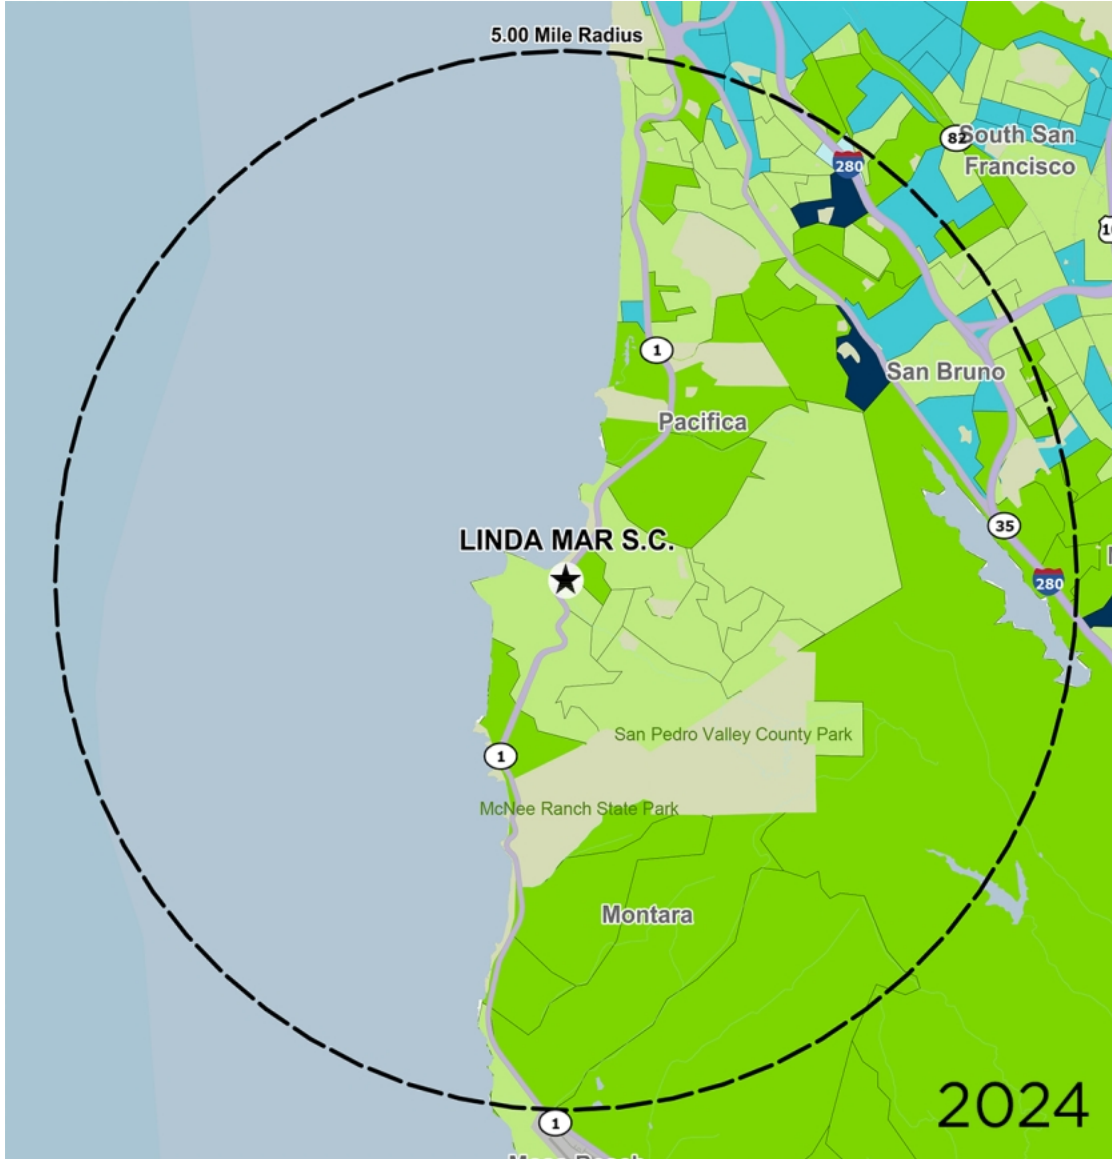 5.00 Mile Radius
82
South San
Francisco
280
1
San Bruno
Pacifica
35
LINDA MAR S.C.
280
San Pedro Valley County Park
1
McNee Ranch State Park
Montara
2024
1